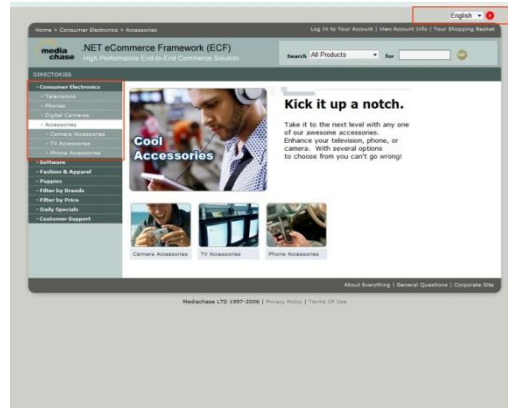 English
Home > Consumer Electronics > Accessories
Log In to Your Account | View Account Info | Your Shopping Basket
media chase
.NET eCommerce Framework (ECF)
High Performance End-to-End Commerce Solution
Search All Products for
DIRECTORIES
Consumer Electronics
Televisions
Phones
Digital Cameras
Accessories
Camera Accessories
TV Accessories
Phone Accessories
Software
Fashion & Apparel
Puppies
Filter by Brands
Filter by Price
Daily Specials
Customer Support
Cool
Accessories
Kick it up a notch.
Take it to the next level with any one
of our awesome accessories.
Enhance your television, phone, or
camera. With several options
to choose from you can't go wrong!
Camera Accessories
TV Accessories
Phone Accessories
About Everything | General Questions | Corporate Site
Mediachase LTD 1997-2006 | Privacy Policy | Terms Of Use